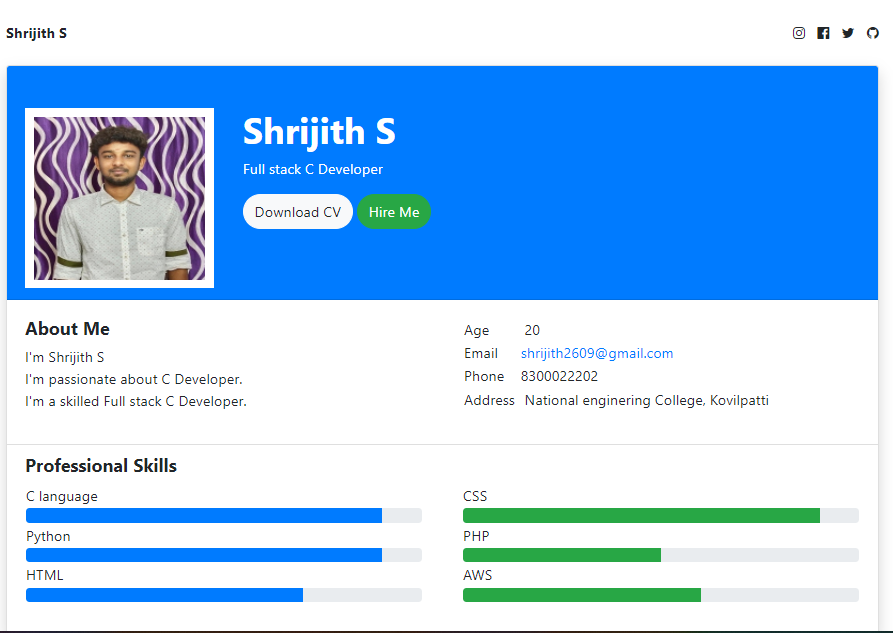 Shrijith S
Shrijith S
Full stack C Developer
Download CV
Hire Me
About Me
I'm Shrijith S
I'm passionate about C Developer.
I'm a skilled Full stack C Developer.
Age 20
Email shrijith2609@gmail.com
Phone 8300022202
Address National enginering College, Kovilpatti
Professional Skills
C language
Python
HTML
CSS
PHP
AWS